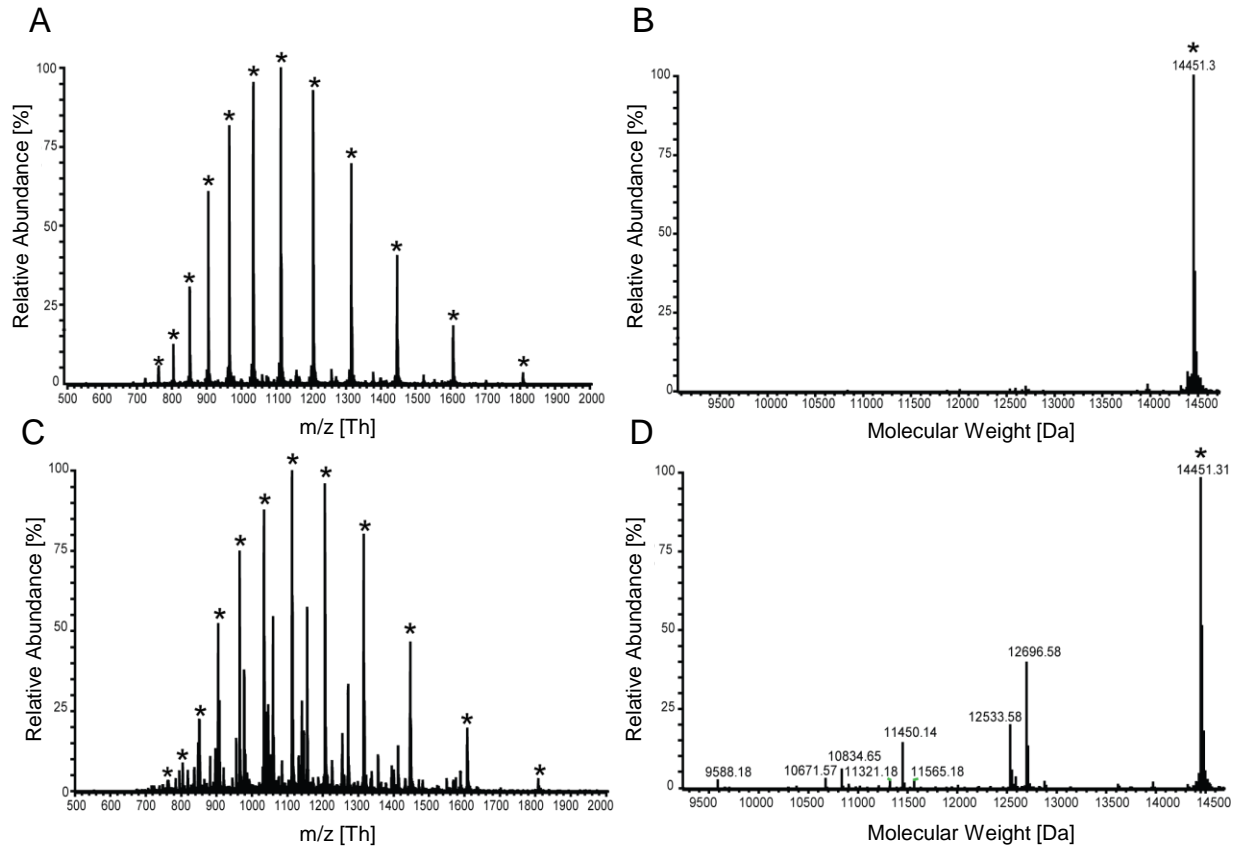 A
B
*
14451.3
* * * * * * * * * * * *
100
75
50
25
0
Relative Abundance [%]
500 600 700 800 900 1000 1100 1200 1300 1400 1500 1600 1700 1800 1900 2000
m/z [Th]
100
75
50
25
0
Relative Abundance [%]
9500 10000 10500 11000 11500 12000 12500 13000 13500 14000 14500
Molecular Weight [Da]
C
D
* * * * * * * * * * * *
100
75
50
25
0
Relative Abundance [%]
500 600 700 800 900 1000 1100 1200 1300 1400 1500 1600 1700 1800 1900 2000
m/z [Th]
*
14451.31
100
75
50
25
0
Relative Abundance [%]
12696.58
12533.58
11450.14
10834.65
9588.18
10671.57
11321.18
11565.18
9500 10000 10500 11000 11500 12000 12500 13000 13500 14000 14500
Molecular Weight [Da]